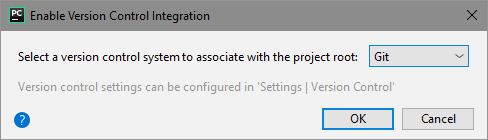 PC Enable Version Control Integration
Select a version control system to associate with the project root: Git
Version control settings can be configured in 'Settings | Version Control'
? OK Cancel